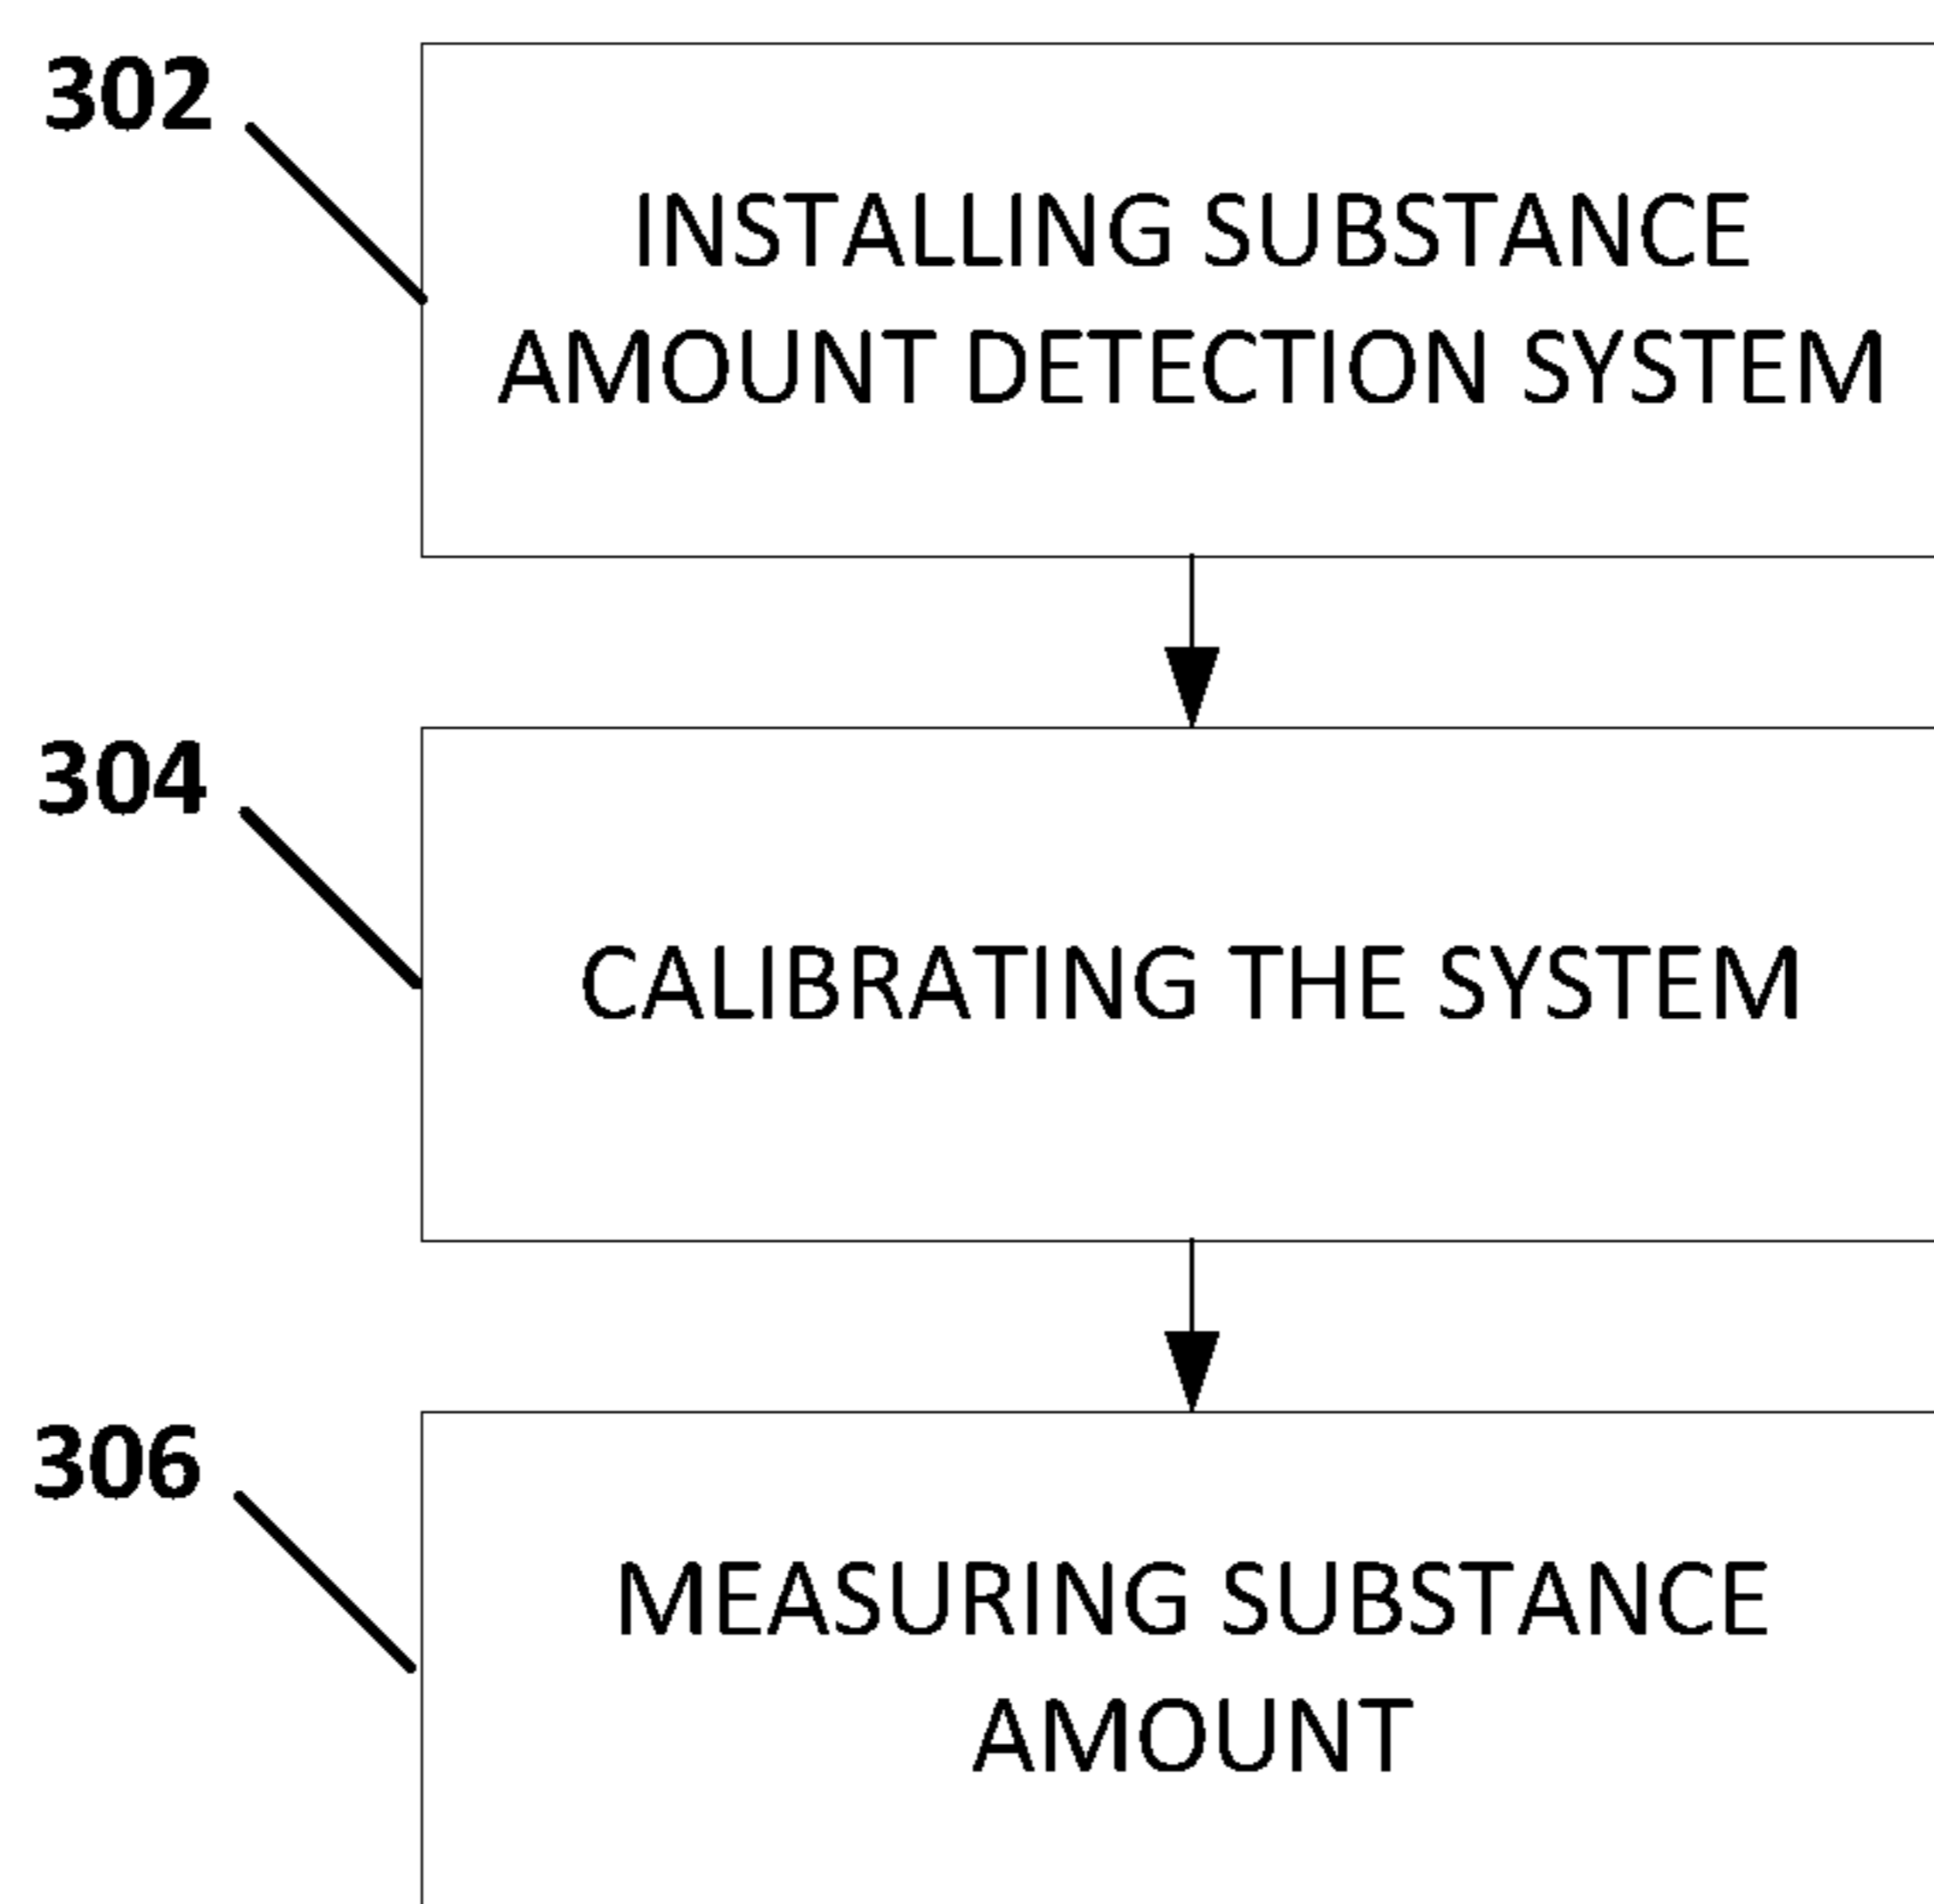 302
INSTALLING SUBSTANCE
AMOUNT DETECTION SYSTEM
304
CALIBRATING THE SYSTEM
306
MEASURING SUBSTANCE
AMOUNT